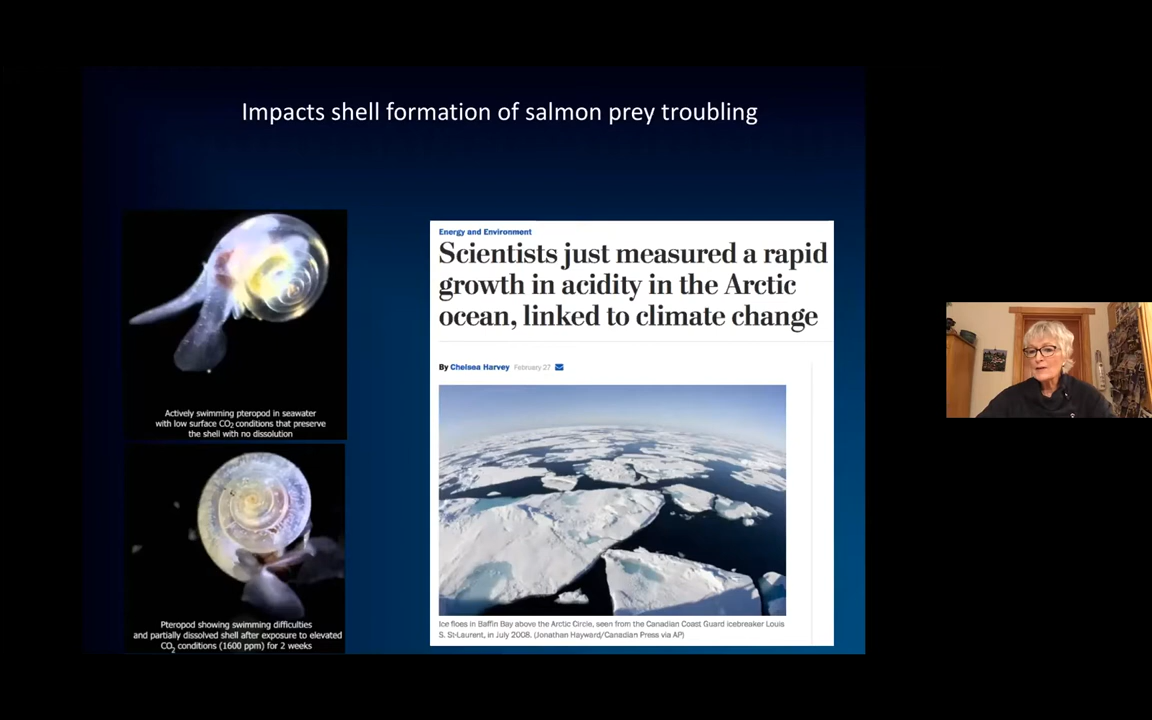 Impacts shell formation of salmon prey troubling
Actively swimming pteropod in seawater
with low surface CO₂ conditions that preserve
the shell with no dissolution
Pteropod showing swimming difficulties
and partially dissolved shell after exposure to elevated
CO₂ conditions (1600 ppm) for 2 weeks
Energy and Environment
Scientists just measured a rapid
growth in acidity in the Arctic
ocean, linked to climate change
By Chelsea Harvey February 27
Ice floes in Baffin Bay above the Arctic Circle, seen from the Canadian Coast Guard icebreaker Louis
S. St-Laurent, in July 2008. (Jonathan Hayward/Canadian Press via AP)